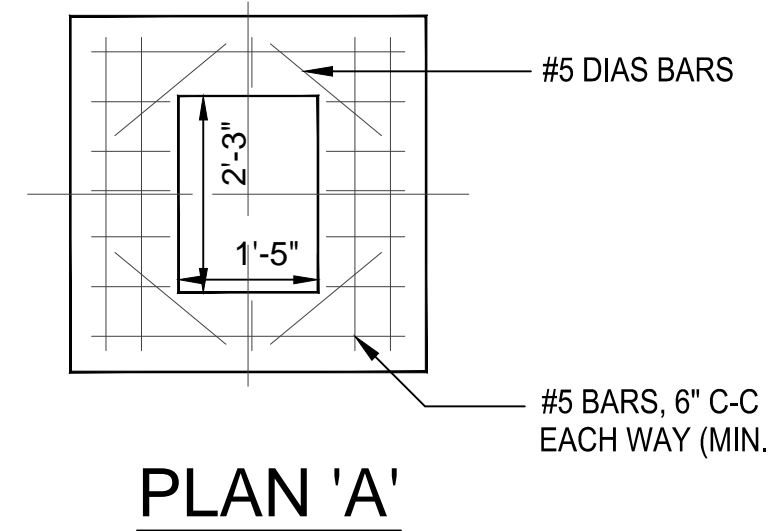 #5 DIAS BARS
2'-3"
1'-5"
#5 BARS, 6" C-C
EACH WAY (MIN.
PLAN 'A'